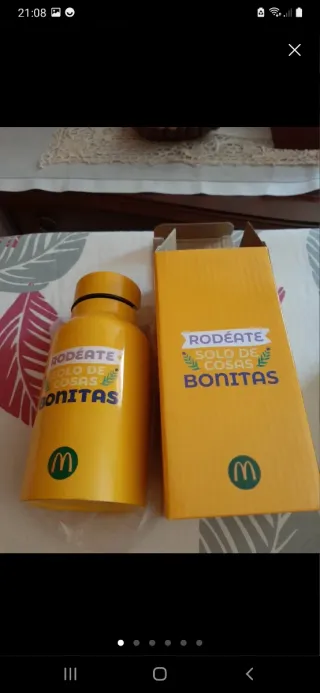 21:08
RODÉATE
SOLO DE
COSAS
BONITAS
RODÉATE
SOLO DE
COSAS
BONITAS